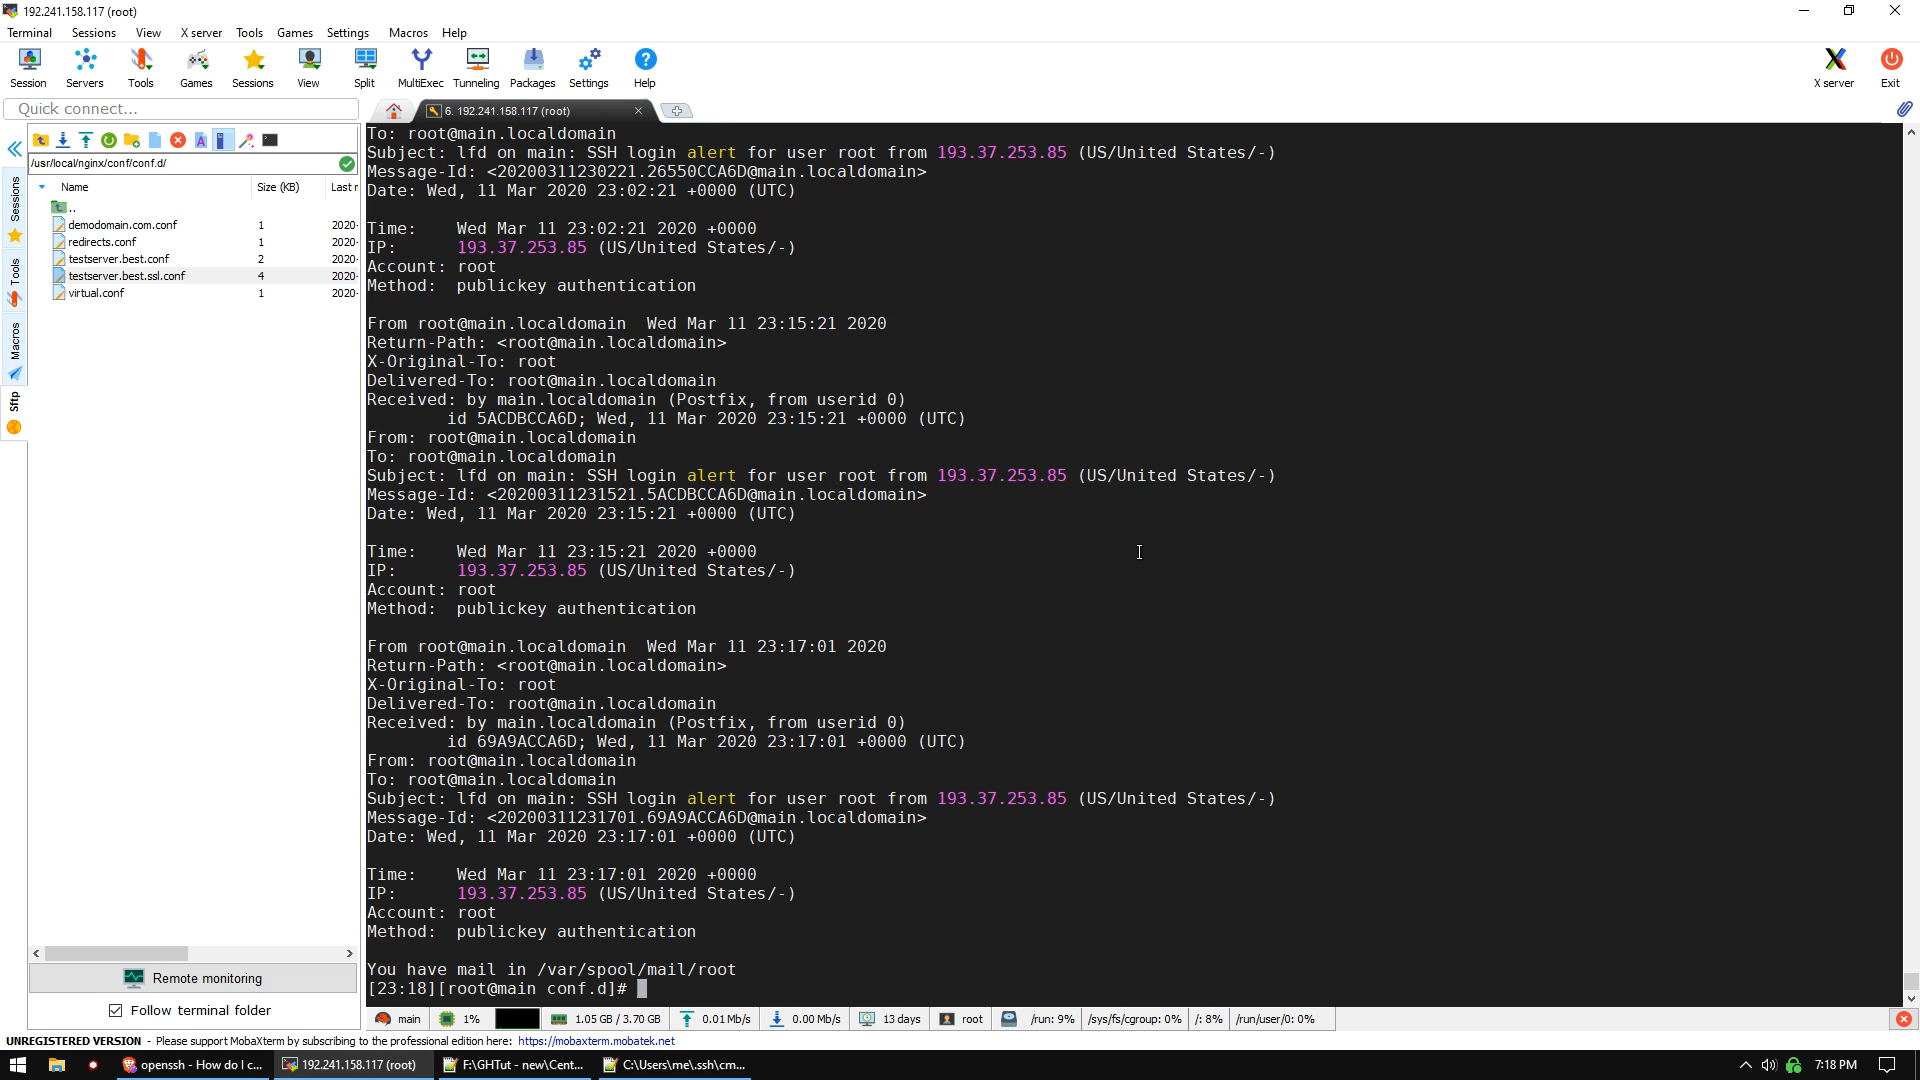 192.241.158.117 (root)
Terminal Sessions View X server Tools Games Settings Macros Help
Session Servers Tools Games Sessions View Split MultiExec Tunneling Packages Settings Help X server Exit
Quick connect...
6. 192.241.158.117 (root)
/usr/local/nginx/conf/conf.d/
Name Size (KB) Last r
..
demodomain.com.conf 1 2020-
redirects.conf 1 2020-
testserver.best.conf 2 2020-
testserver.best.ssl.conf 4 2020-
virtual.conf 1 2020-
Sessions
Tools
Macros
Sftp
To: root@main.localdomain
Subject: lfd on main: SSH login alert for user root from 193.37.253.85 (US/United States/-)
Message-Id: <20200311230221.26550CCA6D@main.localdomain>
Date: Wed, 11 Mar 2020 23:02:21 +0000 (UTC)
Time: Wed Mar 11 23:02:21 2020 +0000
IP: 193.37.253.85 (US/United States/-)
Account: root
Method: publickey authentication
From root@main.localdomain Wed Mar 11 23:15:21 2020
Return-Path: <root@main.localdomain>
X-Original-To: root
Delivered-To: root@main.localdomain
Received: by main.localdomain (Postfix, from userid 0)
id 5ACDBCCA6D; Wed, 11 Mar 2020 23:15:21 +0000 (UTC)
From: root@main.localdomain
To: root@main.localdomain
Subject: lfd on main: SSH login alert for user root from 193.37.253.85 (US/United States/-)
Message-Id: <20200311231521.5ACDBCCA6D@main.localdomain>
Date: Wed, 11 Mar 2020 23:15:21 +0000 (UTC)
Time: Wed Mar 11 23:15:21 2020 +0000
IP: 193.37.253.85 (US/United States/-)
Account: root
Method: publickey authentication
From root@main.localdomain Wed Mar 11 23:17:01 2020
Return-Path: <root@main.localdomain>
X-Original-To: root
Delivered-To: root@main.localdomain
Received: by main.localdomain (Postfix, from userid 0)
id 69A9ACCA6D; Wed, 11 Mar 2020 23:17:01 +0000 (UTC)
From: root@main.localdomain
To: root@main.localdomain
Subject: lfd on main: SSH login alert for user root from 193.37.253.85 (US/United States/-)
Message-Id: <20200311231701.69A9ACCA6D@main.localdomain>
Date: Wed, 11 Mar 2020 23:17:01 +0000 (UTC)
Time: Wed Mar 11 23:17:01 2020 +0000
IP: 193.37.253.85 (US/United States/-)
Account: root
Method: publickey authentication
You have mail in /var/spool/mail/root
[23:18][root@main conf.d]#
Remote monitoring
Follow terminal folder
main 1% 1.05 GB / 3.70 GB 0.01 Mb/s 0.00 Mb/s 13 days root /run: 9% /sys/fs/cgroup: 0% /: 8% /run/user/0: 0%
UNREGISTERED VERSION - Please support MobaXterm by subscribing to the professional edition here: https://mobaxterm.mobatek.net
openssh - How do I c... 192.241.158.117 (root) F:\GHTut - new\Cent... C:\Users\me\.ssh\cm... 7:18 PM